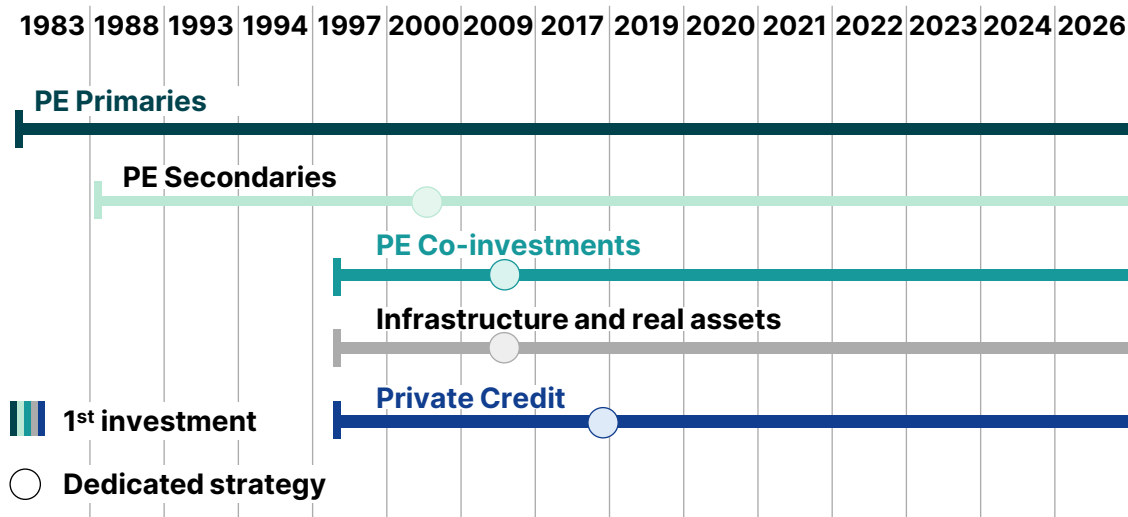 1983 1988 1993 1994 1997 2000 2009 2017 2019 2020 2021 2022 2023 2024 2026
PE Primaries
PE Secondaries
PE Co-investments
Infrastructure and real assets
Private Credit
1st investment
Dedicated strategy